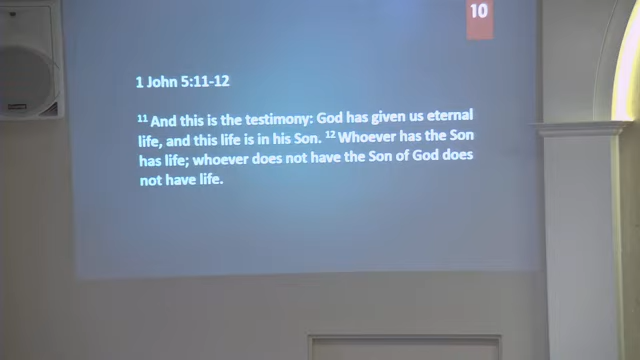 10
1 John 5:11-12
11 And this is the testimony: God has given us eternal
life, and this life is in his Son. 12 Whoever has the Son
has life; whoever does not have the Son of God does
not have life.